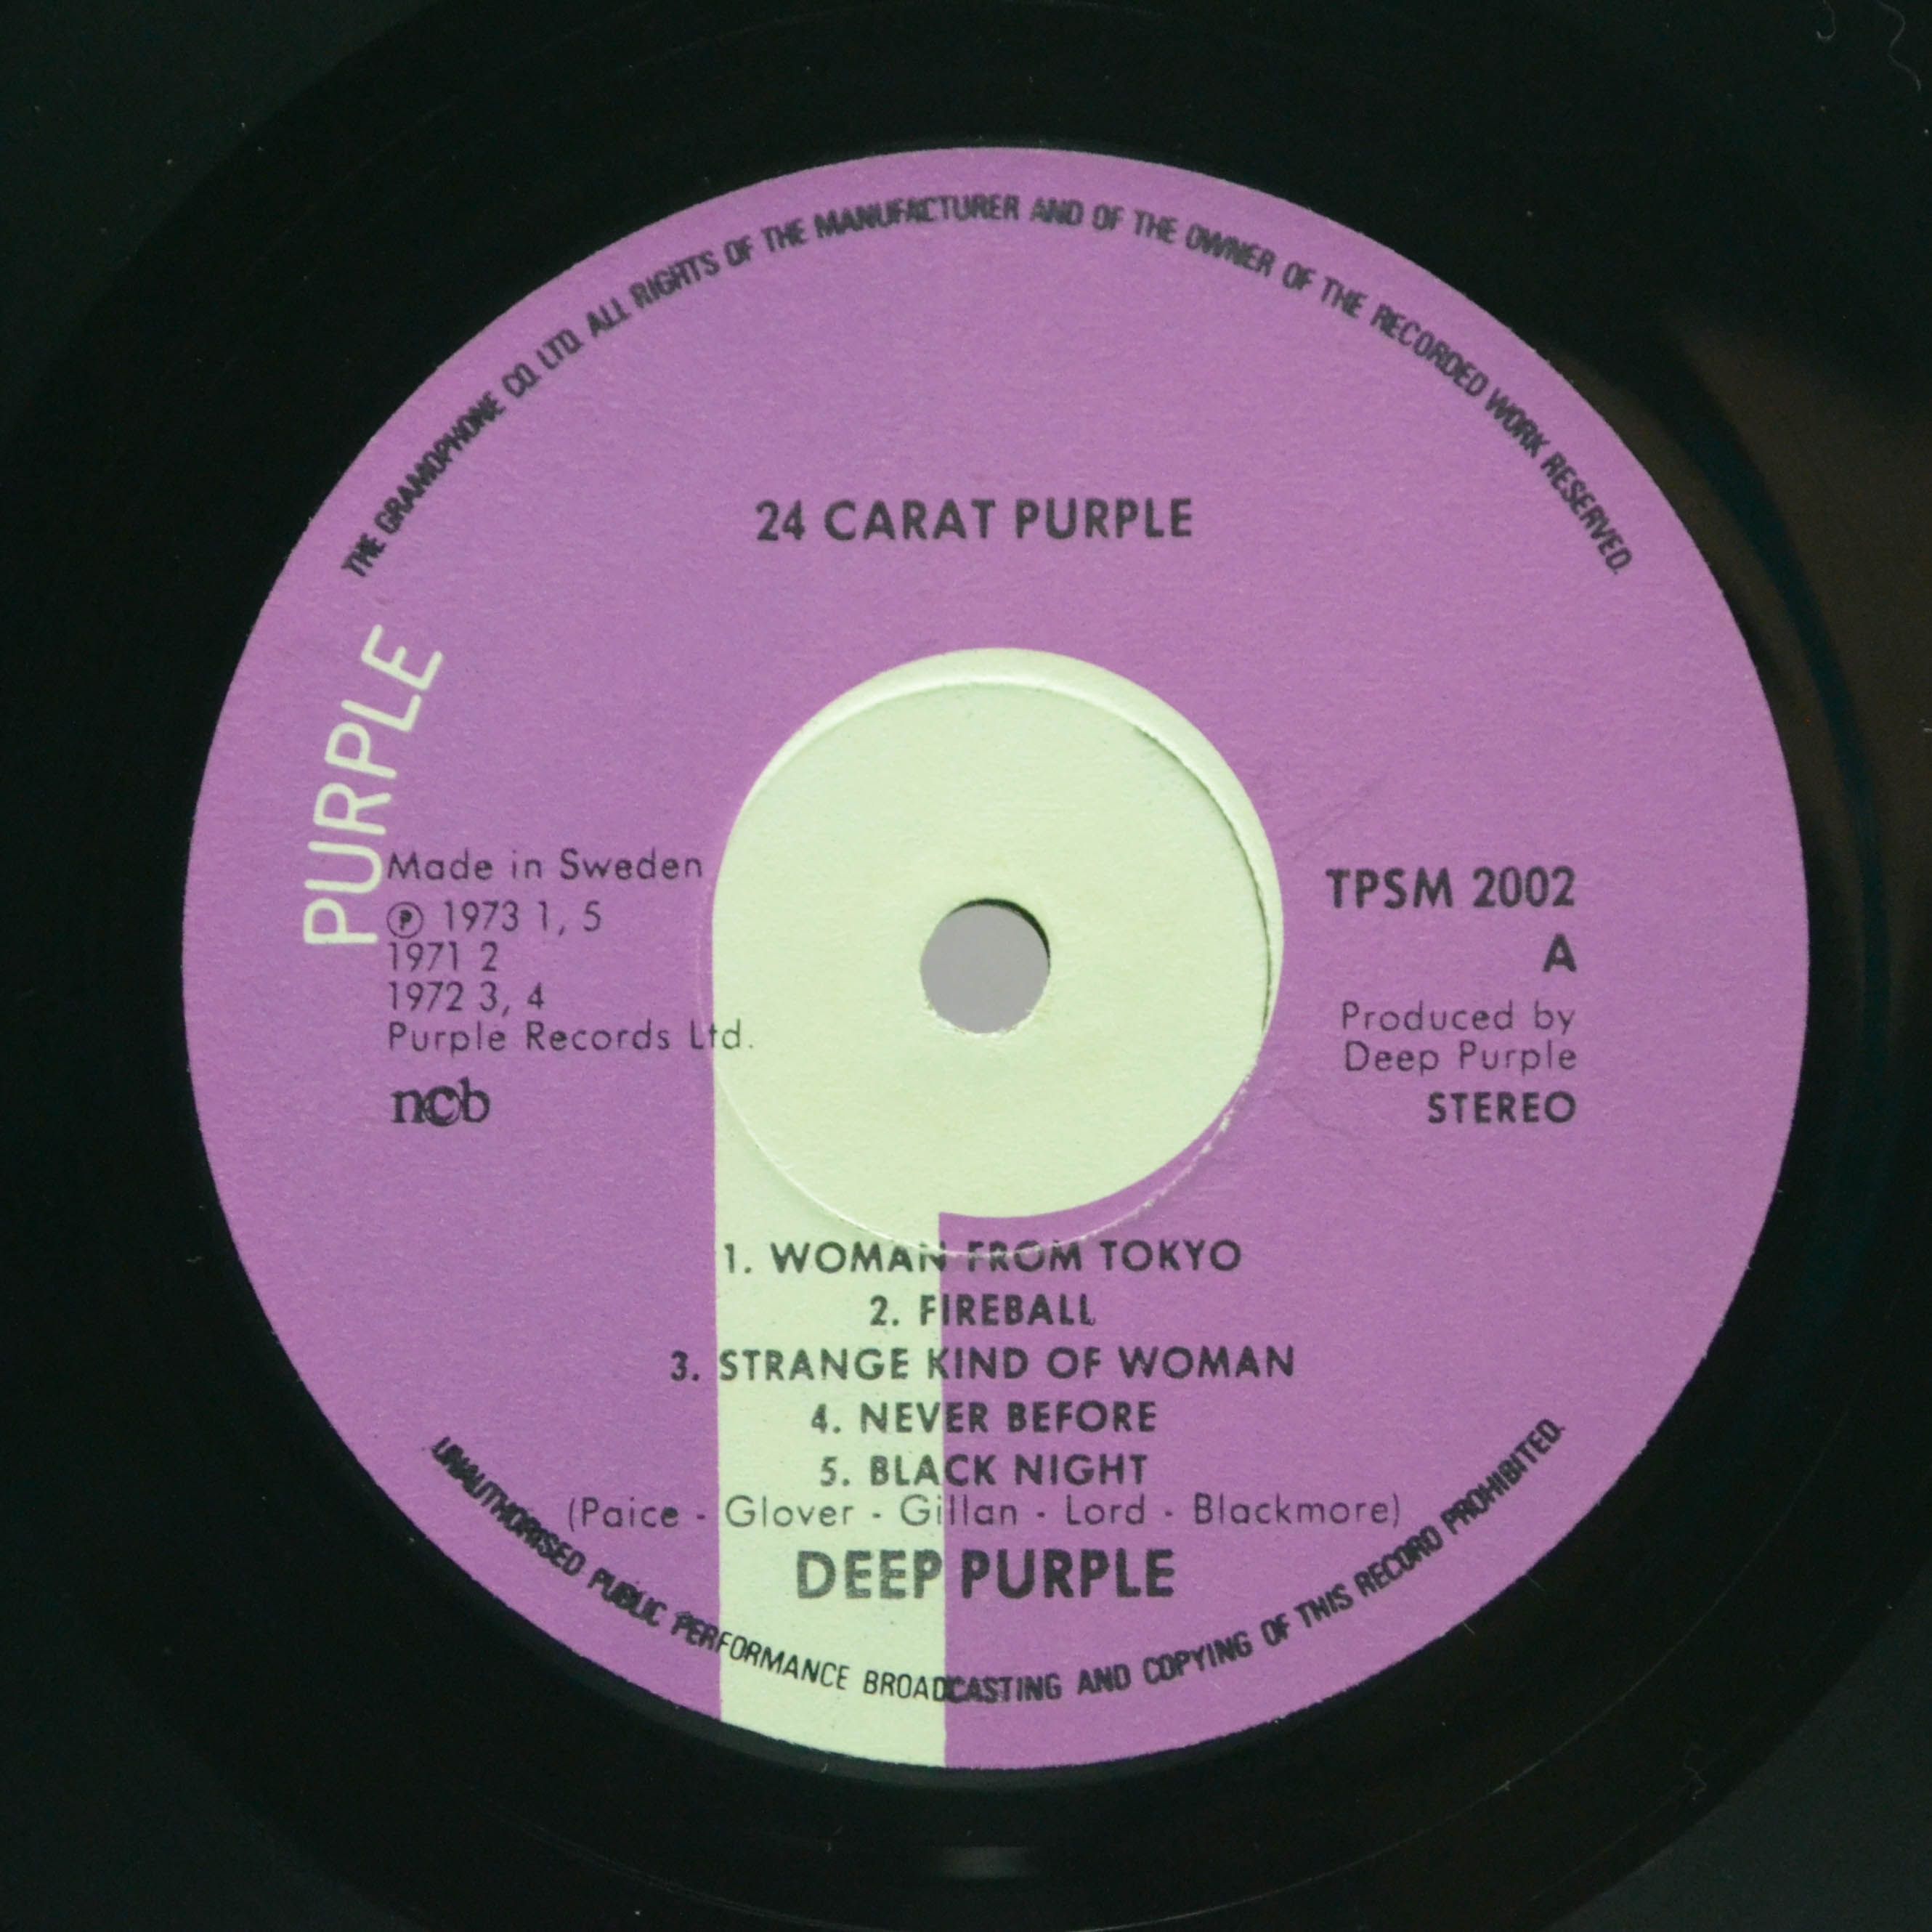 THE GRAMOPHONE CO. LTD. ALL RIGHTS OF THE MANUFACTURER AND OF THE OWNER OF THE RECORDED WORK RESERVED.
24 CARAT PURPLE
PURPLE
Made in Sweden
℗ 1973 1, 5
1971 2
1972 3, 4
Purple Records Ltd.
ncb
TPSM 2002
A
Produced by
Deep Purple
STEREO
1. WOMAN FROM TOKYO
2. FIREBALL
3. STRANGE KIND OF WOMAN
4. NEVER BEFORE
5. BLACK NIGHT
(Paice - Glover - Gillan - Lord - Blackmore)
DEEP PURPLE
UNAUTHORISED PUBLIC PERFORMANCE BROADCASTING AND COPYING OF THIS RECORD PROHIBITED.